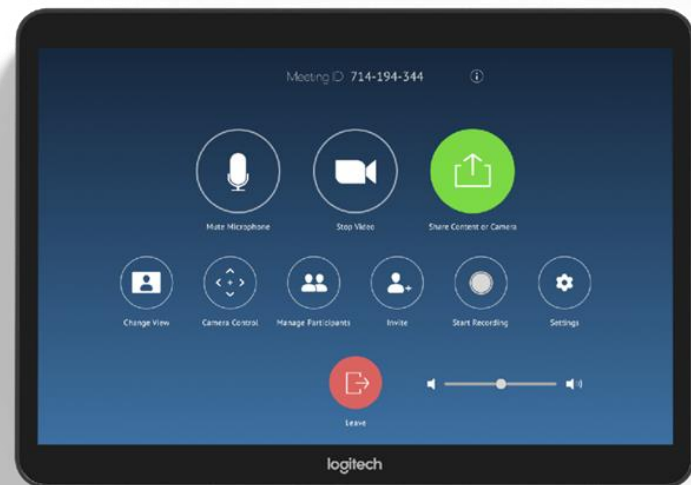 Meeting ID 714-194-344
Mute Microphone Stop Video Share Content or Camera
Change View Camera Control Manage Participants Invite Start Recording Settings
Leave
logitech